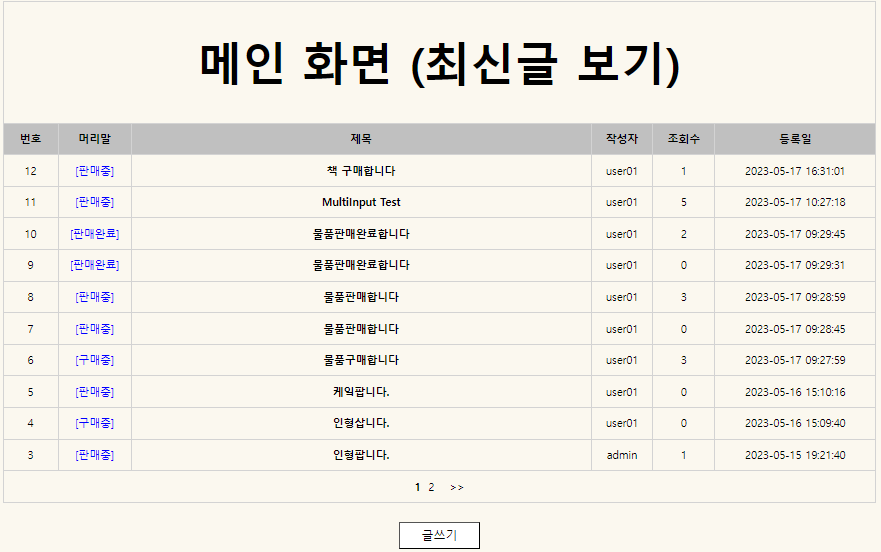 메인 화면 (최신글 보기)
번호 머리말 제목 작성자 조회수 등록일
12 [판매중] 책 구매합니다 user01 1 2023-05-17 16:31:01
11 [판매중] MultiInput Test user01 5 2023-05-17 10:27:18
10 [판매완료] 물품판매완료합니다 user01 2 2023-05-17 09:29:45
9 [판매완료] 물품판매완료합니다 user01 0 2023-05-17 09:29:31
8 [판매중] 물품판매합니다 user01 3 2023-05-17 09:28:59
7 [판매중] 물품판매합니다 user01 0 2023-05-17 09:28:45
6 [구매중] 물품구매합니다 user01 3 2023-05-17 09:27:59
5 [판매중] 케익팝니다. user01 0 2023-05-16 15:10:16
4 [구매중] 인형삽니다. user01 0 2023-05-16 15:09:40
3 [판매중] 인형팝니다. admin 1 2023-05-15 19:21:40
1 2 >>
글쓰기